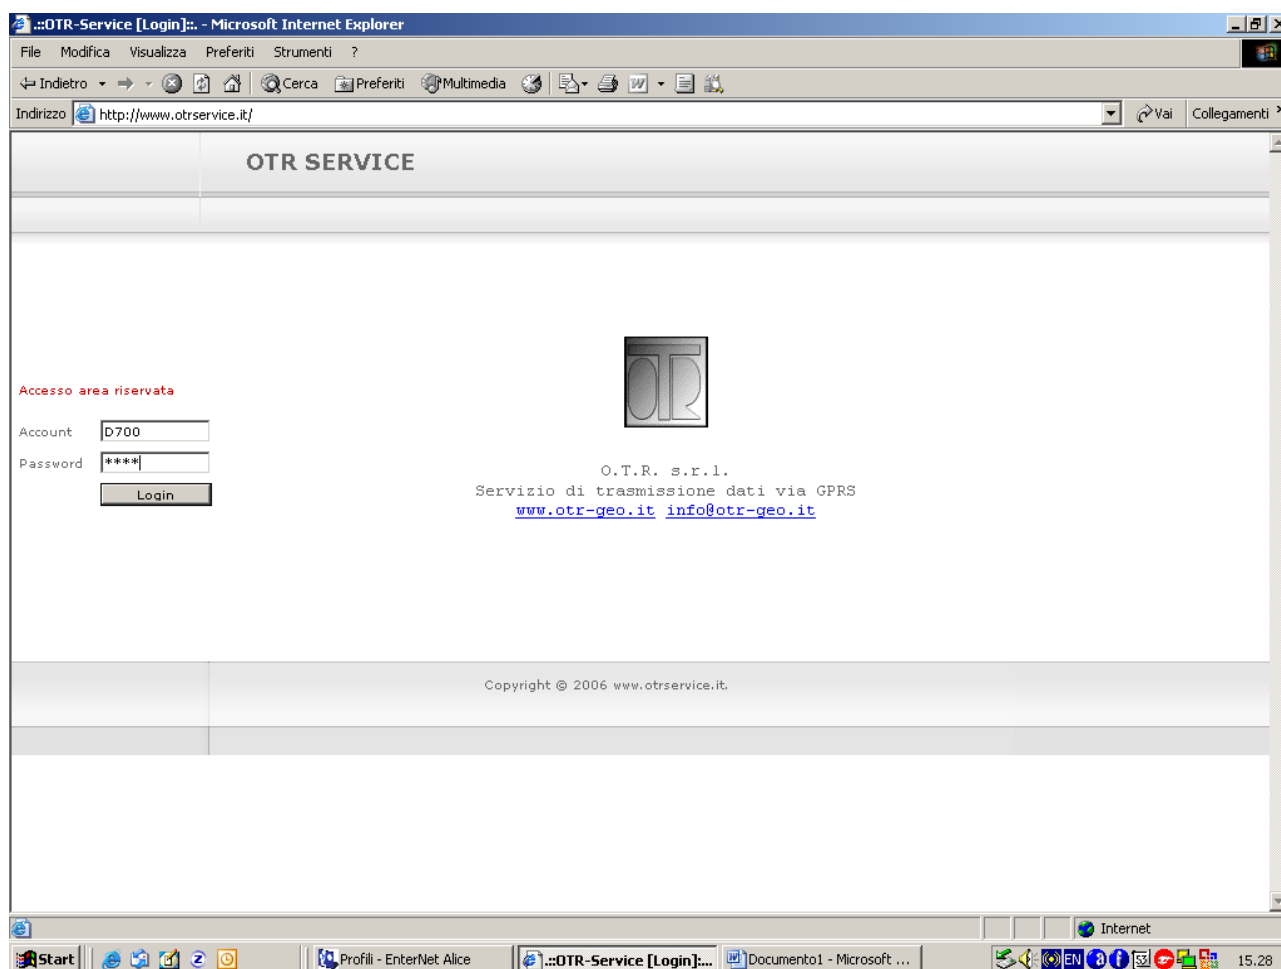 .::OTR-Service [Login]::. - Microsoft Internet Explorer
File Modifica Visualizza Preferiti Strumenti ?
Indietro Cerca Preferiti Multimedia
Indirizzo http://www.otrservice.it/ Vai Collegamenti
OTR SERVICE
OTR
Accesso area riservata
Account D700
Password ****
Login
O.T.R. s.r.l.
Servizio di trasmissione dati via GPRS
www.otr-geo.it info@otr-geo.it
Copyright © 2006 www.otrservice.it.
Internet
Start Profili - EnterNet Alice .::OTR-Service [Login]:... Documento1 - Microsoft ... EN 15.28